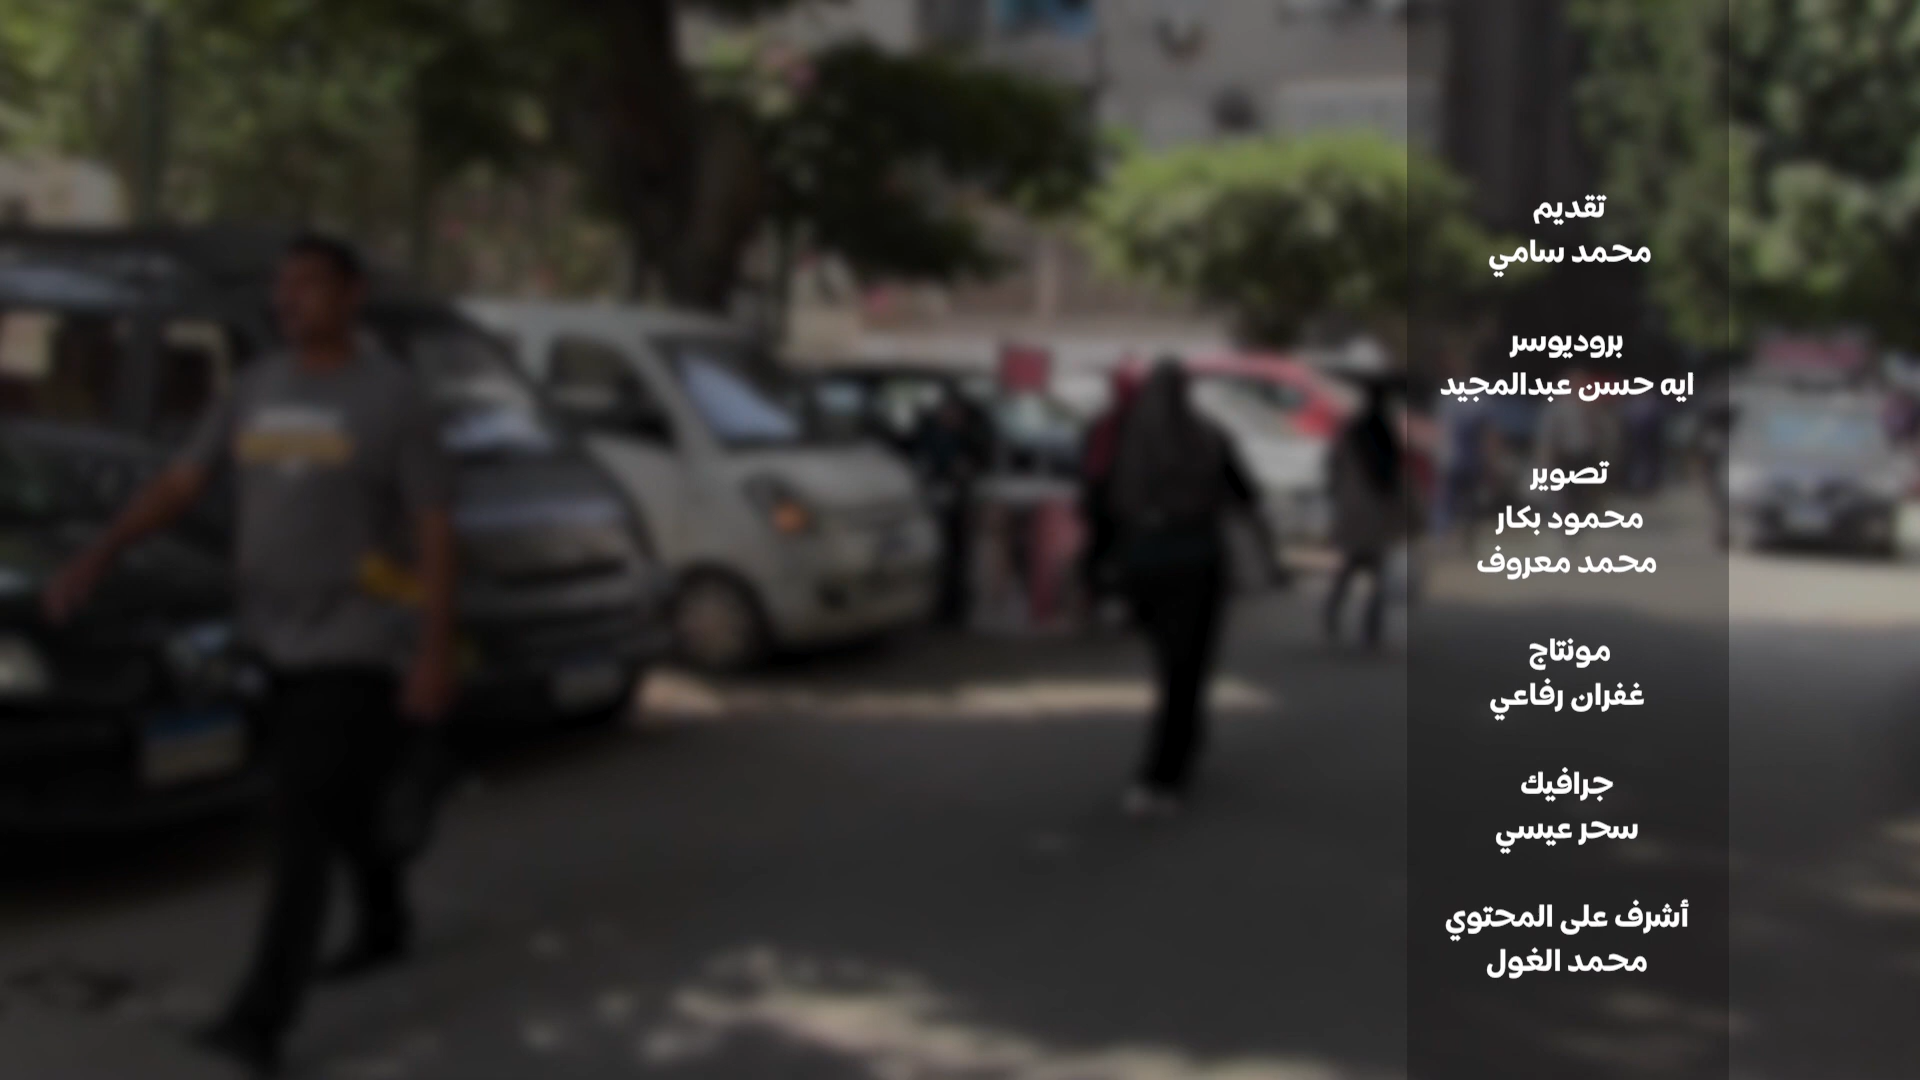 تقديم
محمد سامي
بروديوسر
ايه حسن عبدالمجيد
تصوير
محمود بكار
محمد معروف
مونتاج
غفران رفاعي
جرافيك
سحر عيسي
أشرف على المحتوي
محمد الغول